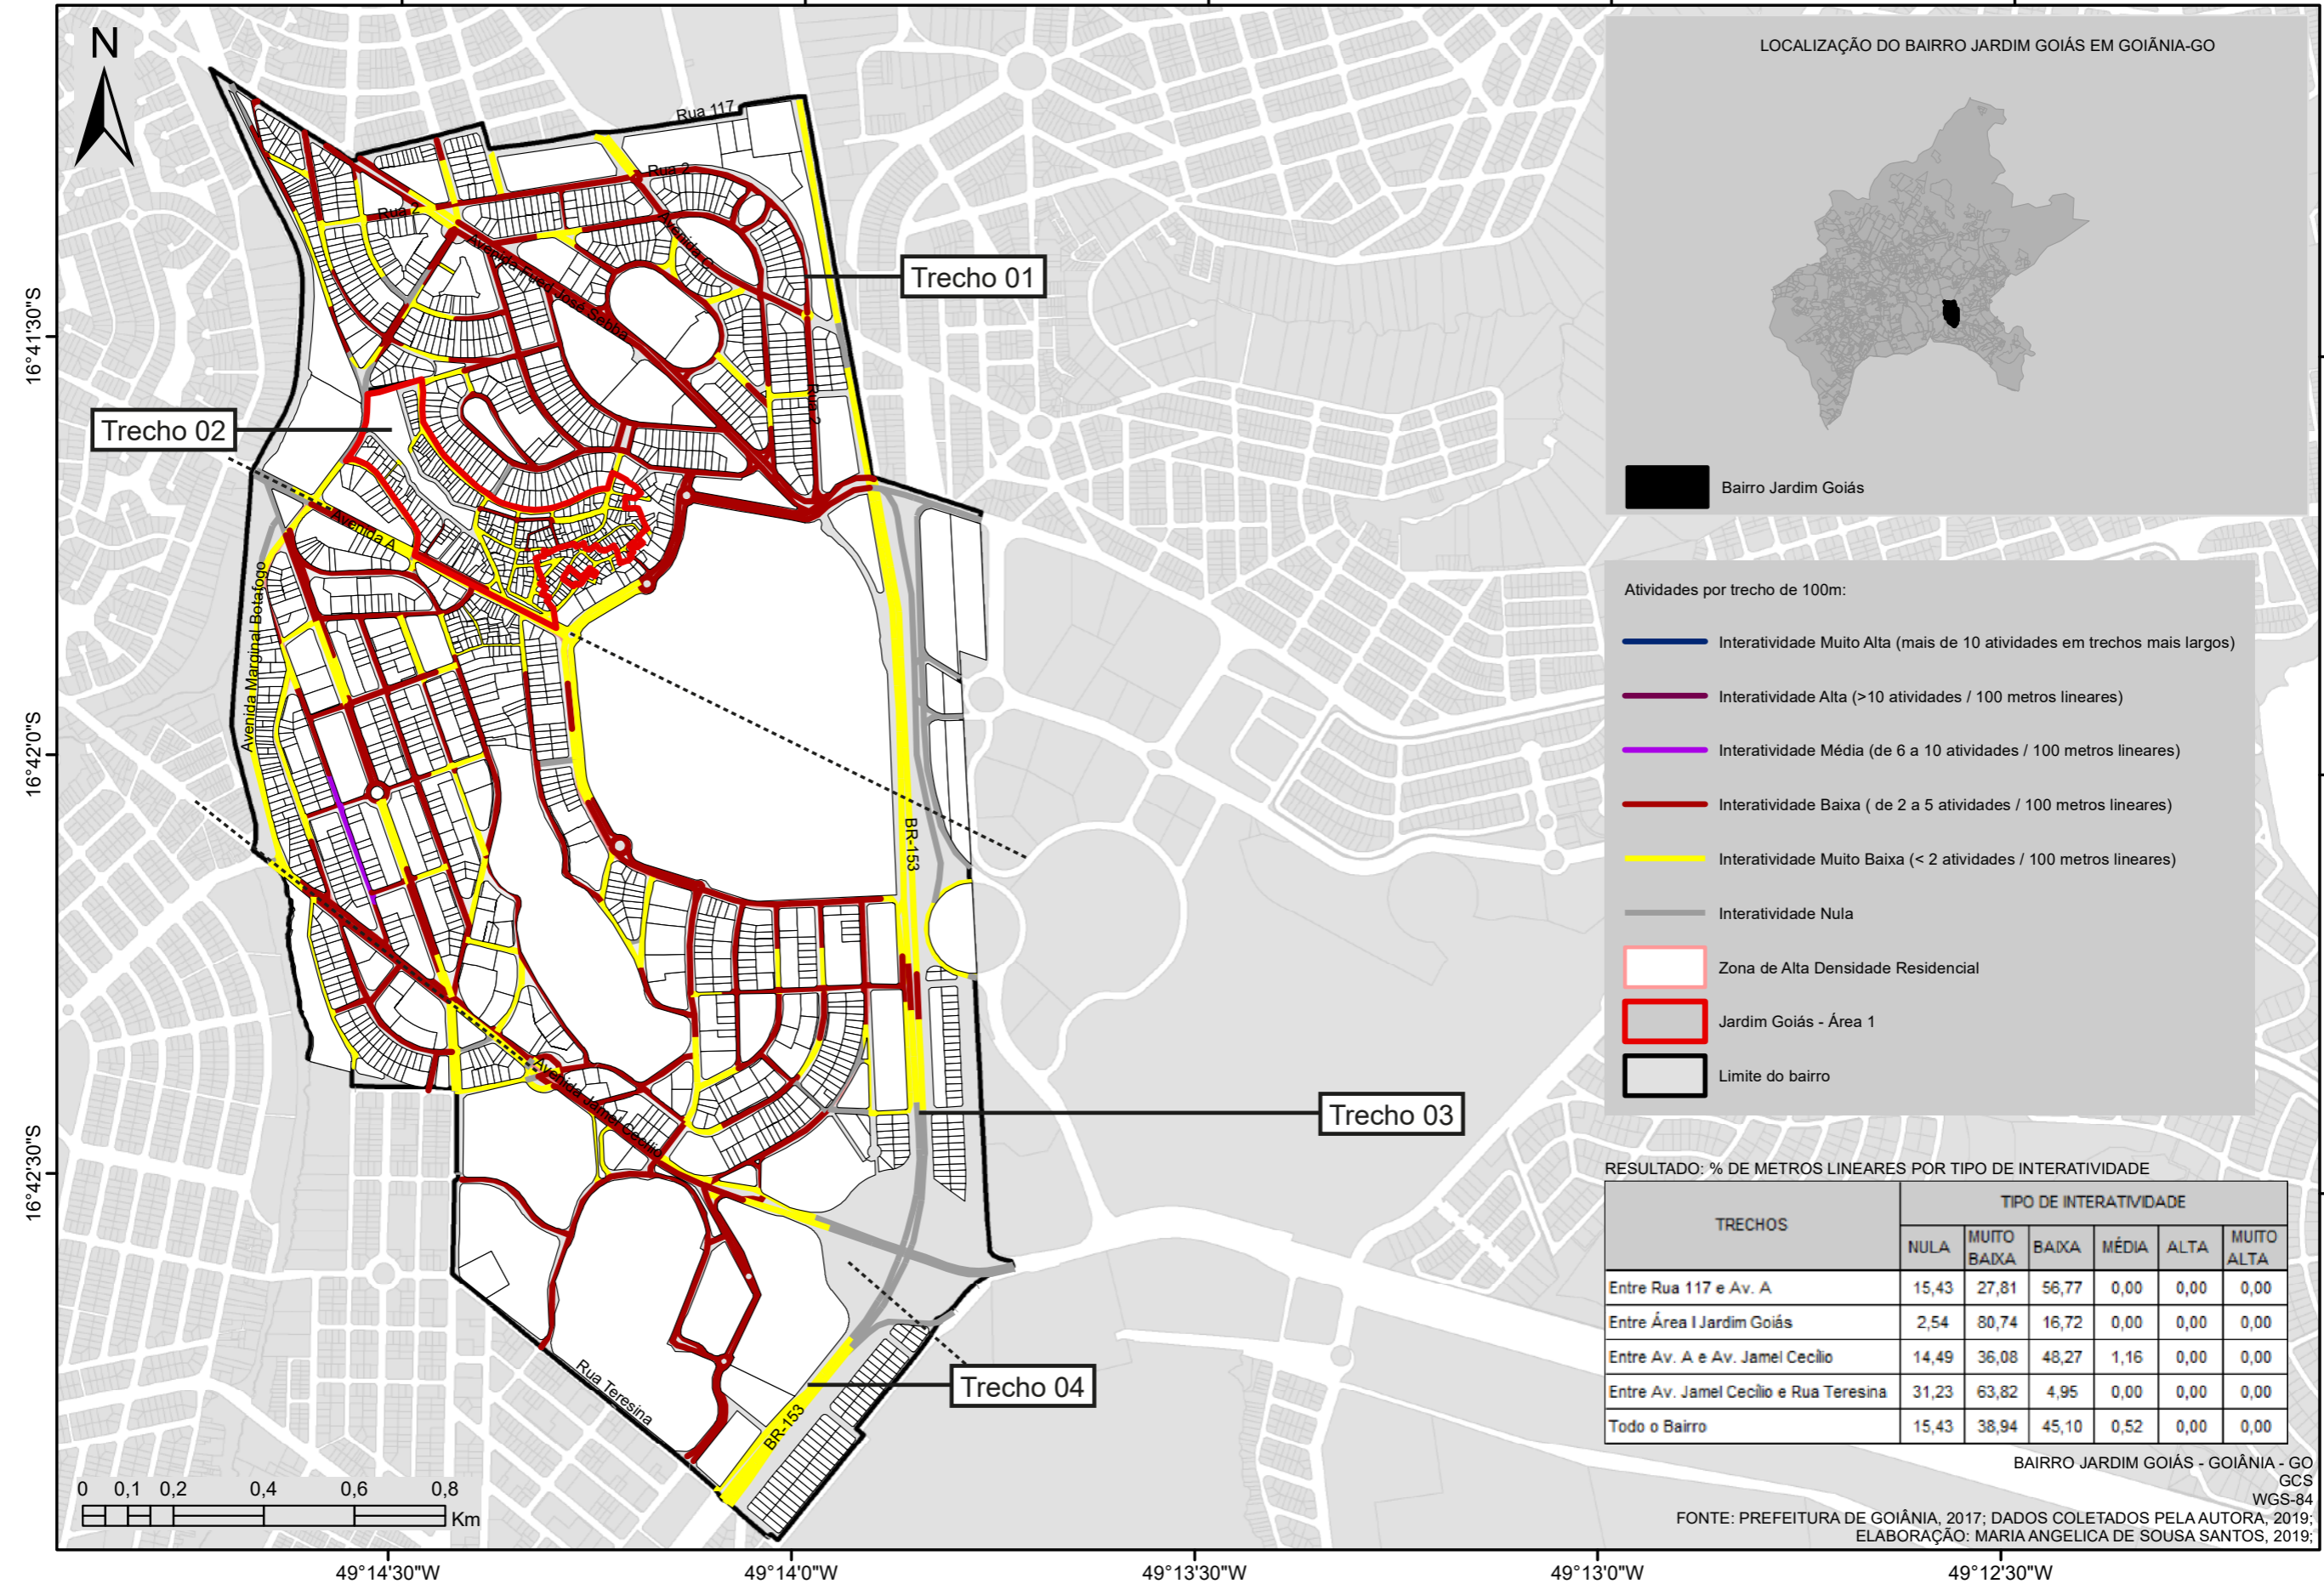 N
LOCALIZAÇÃO DO BAIRRO JARDIM GOIÁS EM GOIÃNIA-GO
Bairro Jardim Goiás
Rua 117
Rua 2
Rua 2
Avenida C
Avenida Fued José Sebba
Rua 2
Trecho 01
Trecho 02
Avenida A
Avenida Marginal Botafogo
BR-153
Avenida Jamel Cecílio
Trecho 03
Trecho 04
Rua Teresina
BR-153
16°41'30"S
16°42'0"S
16°42'30"S
Atividades por trecho de 100m:
Interatividade Muito Alta (mais de 10 atividades em trechos mais largos)
Interatividade Alta (>10 atividades / 100 metros lineares)
Interatividade Média (de 6 a 10 atividades / 100 metros lineares)
Interatividade Baixa ( de 2 a 5 atividades / 100 metros lineares)
Interatividade Muito Baixa (< 2 atividades / 100 metros lineares)
Interatividade Nula
Zona de Alta Densidade Residencial
Jardim Goiás - Área 1
Limite do bairro
RESULTADO: % DE METROS LINEARES POR TIPO DE INTERATIVIDADE
TRECHOS TIPO DE INTERATIVIDADE
NULA MUITO BAIXA BAIXA MÉDIA ALTA MUITO ALTA
Entre Rua 117 e Av. A 15,43 27,81 56,77 0,00 0,00 0,00
Entre Área I Jardim Goiás 2,54 80,74 16,72 0,00 0,00 0,00
Entre Av. A e Av. Jamel Cecílio 14,49 36,08 48,27 1,16 0,00 0,00
Entre Av. Jamel Cecílio e Rua Teresina 31,23 63,82 4,95 0,00 0,00 0,00
Todo o Bairro 15,43 38,94 45,10 0,52 0,00 0,00
BAIRRO JARDIM GOIÁS - GOIÂNIA - GO
GCS
WGS-84
FONTE: PREFEITURA DE GOIÂNIA, 2017; DADOS COLETADOS PELA AUTORA, 2019;
ELABORAÇÃO: MARIA ANGELICA DE SOUSA SANTOS, 2019;
0 0,1 0,2 0,4 0,6 0,8
Km
49°14'30"W 49°14'0"W 49°13'30"W 49°13'0"W 49°12'30"W